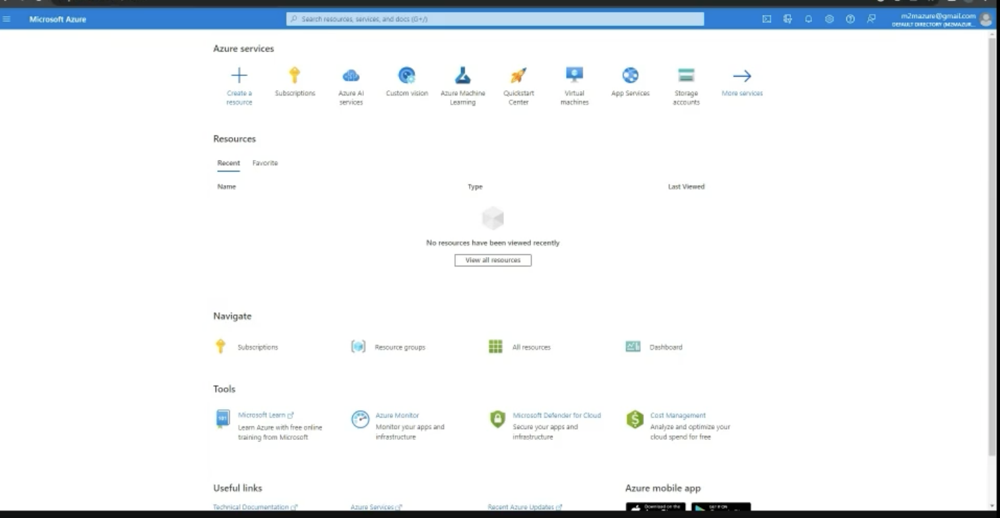 Microsoft Azure
Search resources, services, and docs (G+/)
m2mazure@gmail.com
DEFAULT DIRECTORY (M2MAZUR...
Azure services
Create a
resource
Subscriptions
Azure AI
services
Custom vision
Azure Machine
Learning
Quickstart
Center
Virtual
machines
App Services
Storage
accounts
More services
Resources
Recent Favorite
Name Type Last Viewed
No resources have been viewed recently
View all resources
Navigate
Subscriptions Resource groups All resources Dashboard
Tools
Microsoft Learn
Learn Azure with free online
training from Microsoft
Azure Monitor
Monitor your apps and
infrastructure
Microsoft Defender for Cloud
Secure your apps and
infrastructure
Cost Management
Analyze and optimize your
cloud spend for free
Useful links Azure mobile app
Technical Documentation Azure Services Recent Azure Updates
Download on the
GET IT ON